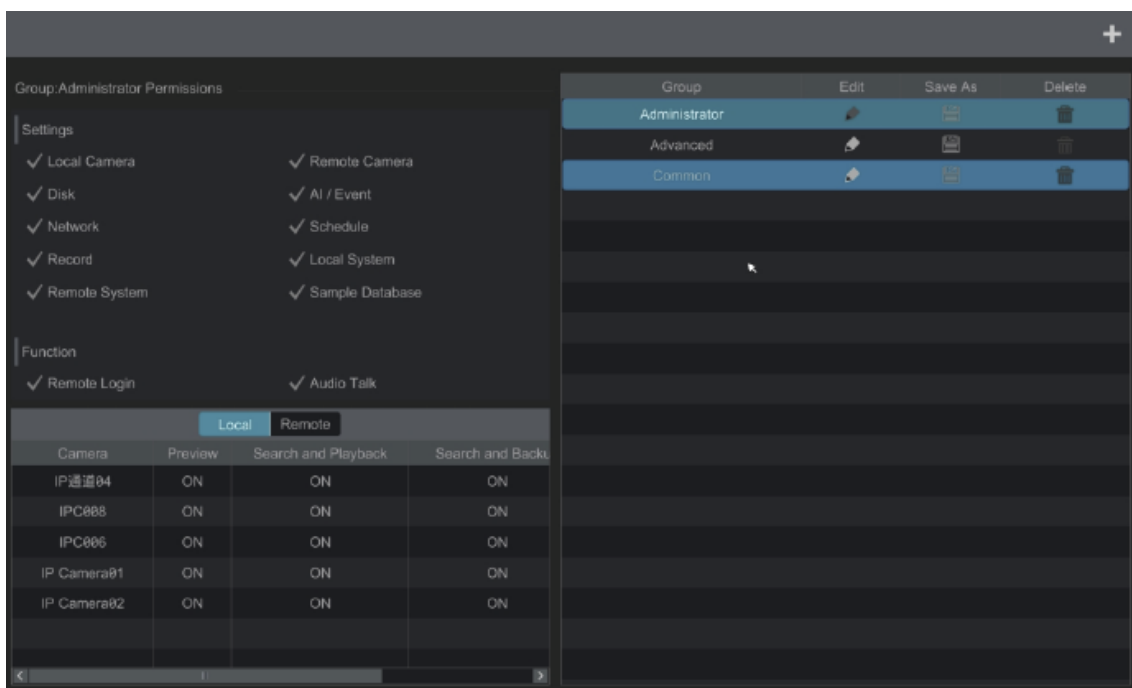 Group:Administrator Permissions
Settings
Local Camera Remote Camera
Disk AI / Event
Network Schedule
Record Local System
Remote System Sample Database
Function
Remote Login Audio Talk
Local Remote
Camera Preview Search and Playback Search and Backu
IP通道04 ON ON ON
IPC008 ON ON ON
IPC006 ON ON ON
IP Camera01 ON ON ON
IP Camera02 ON ON ON
Group Edit Save As Delete
Administrator
Advanced
Common